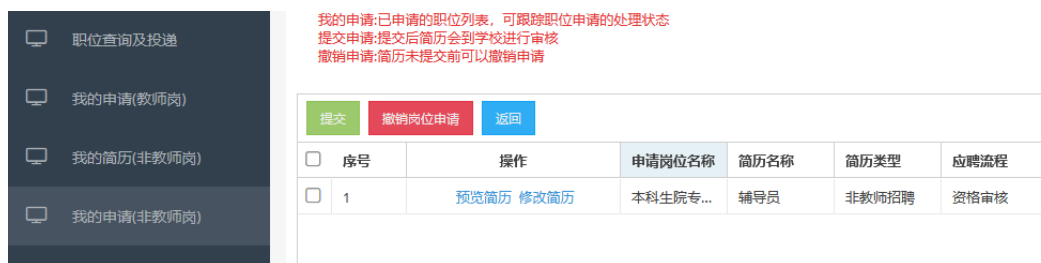 职位查询及投递
我的申请(教师岗)
我的简历(非教师岗)
我的申请(非教师岗)
我的申请:已申请的职位列表，可跟踪职位申请的处理状态
提交申请:提交后简历会到学校进行审核
撤销申请:简历未提交前可以撤销申请
提交 撤销岗位申请 返回
序号 操作 申请岗位名称 简历名称 简历类型 应聘流程
1 预览简历 修改简历 本科生院专... 辅导员 非教师招聘 资格审核